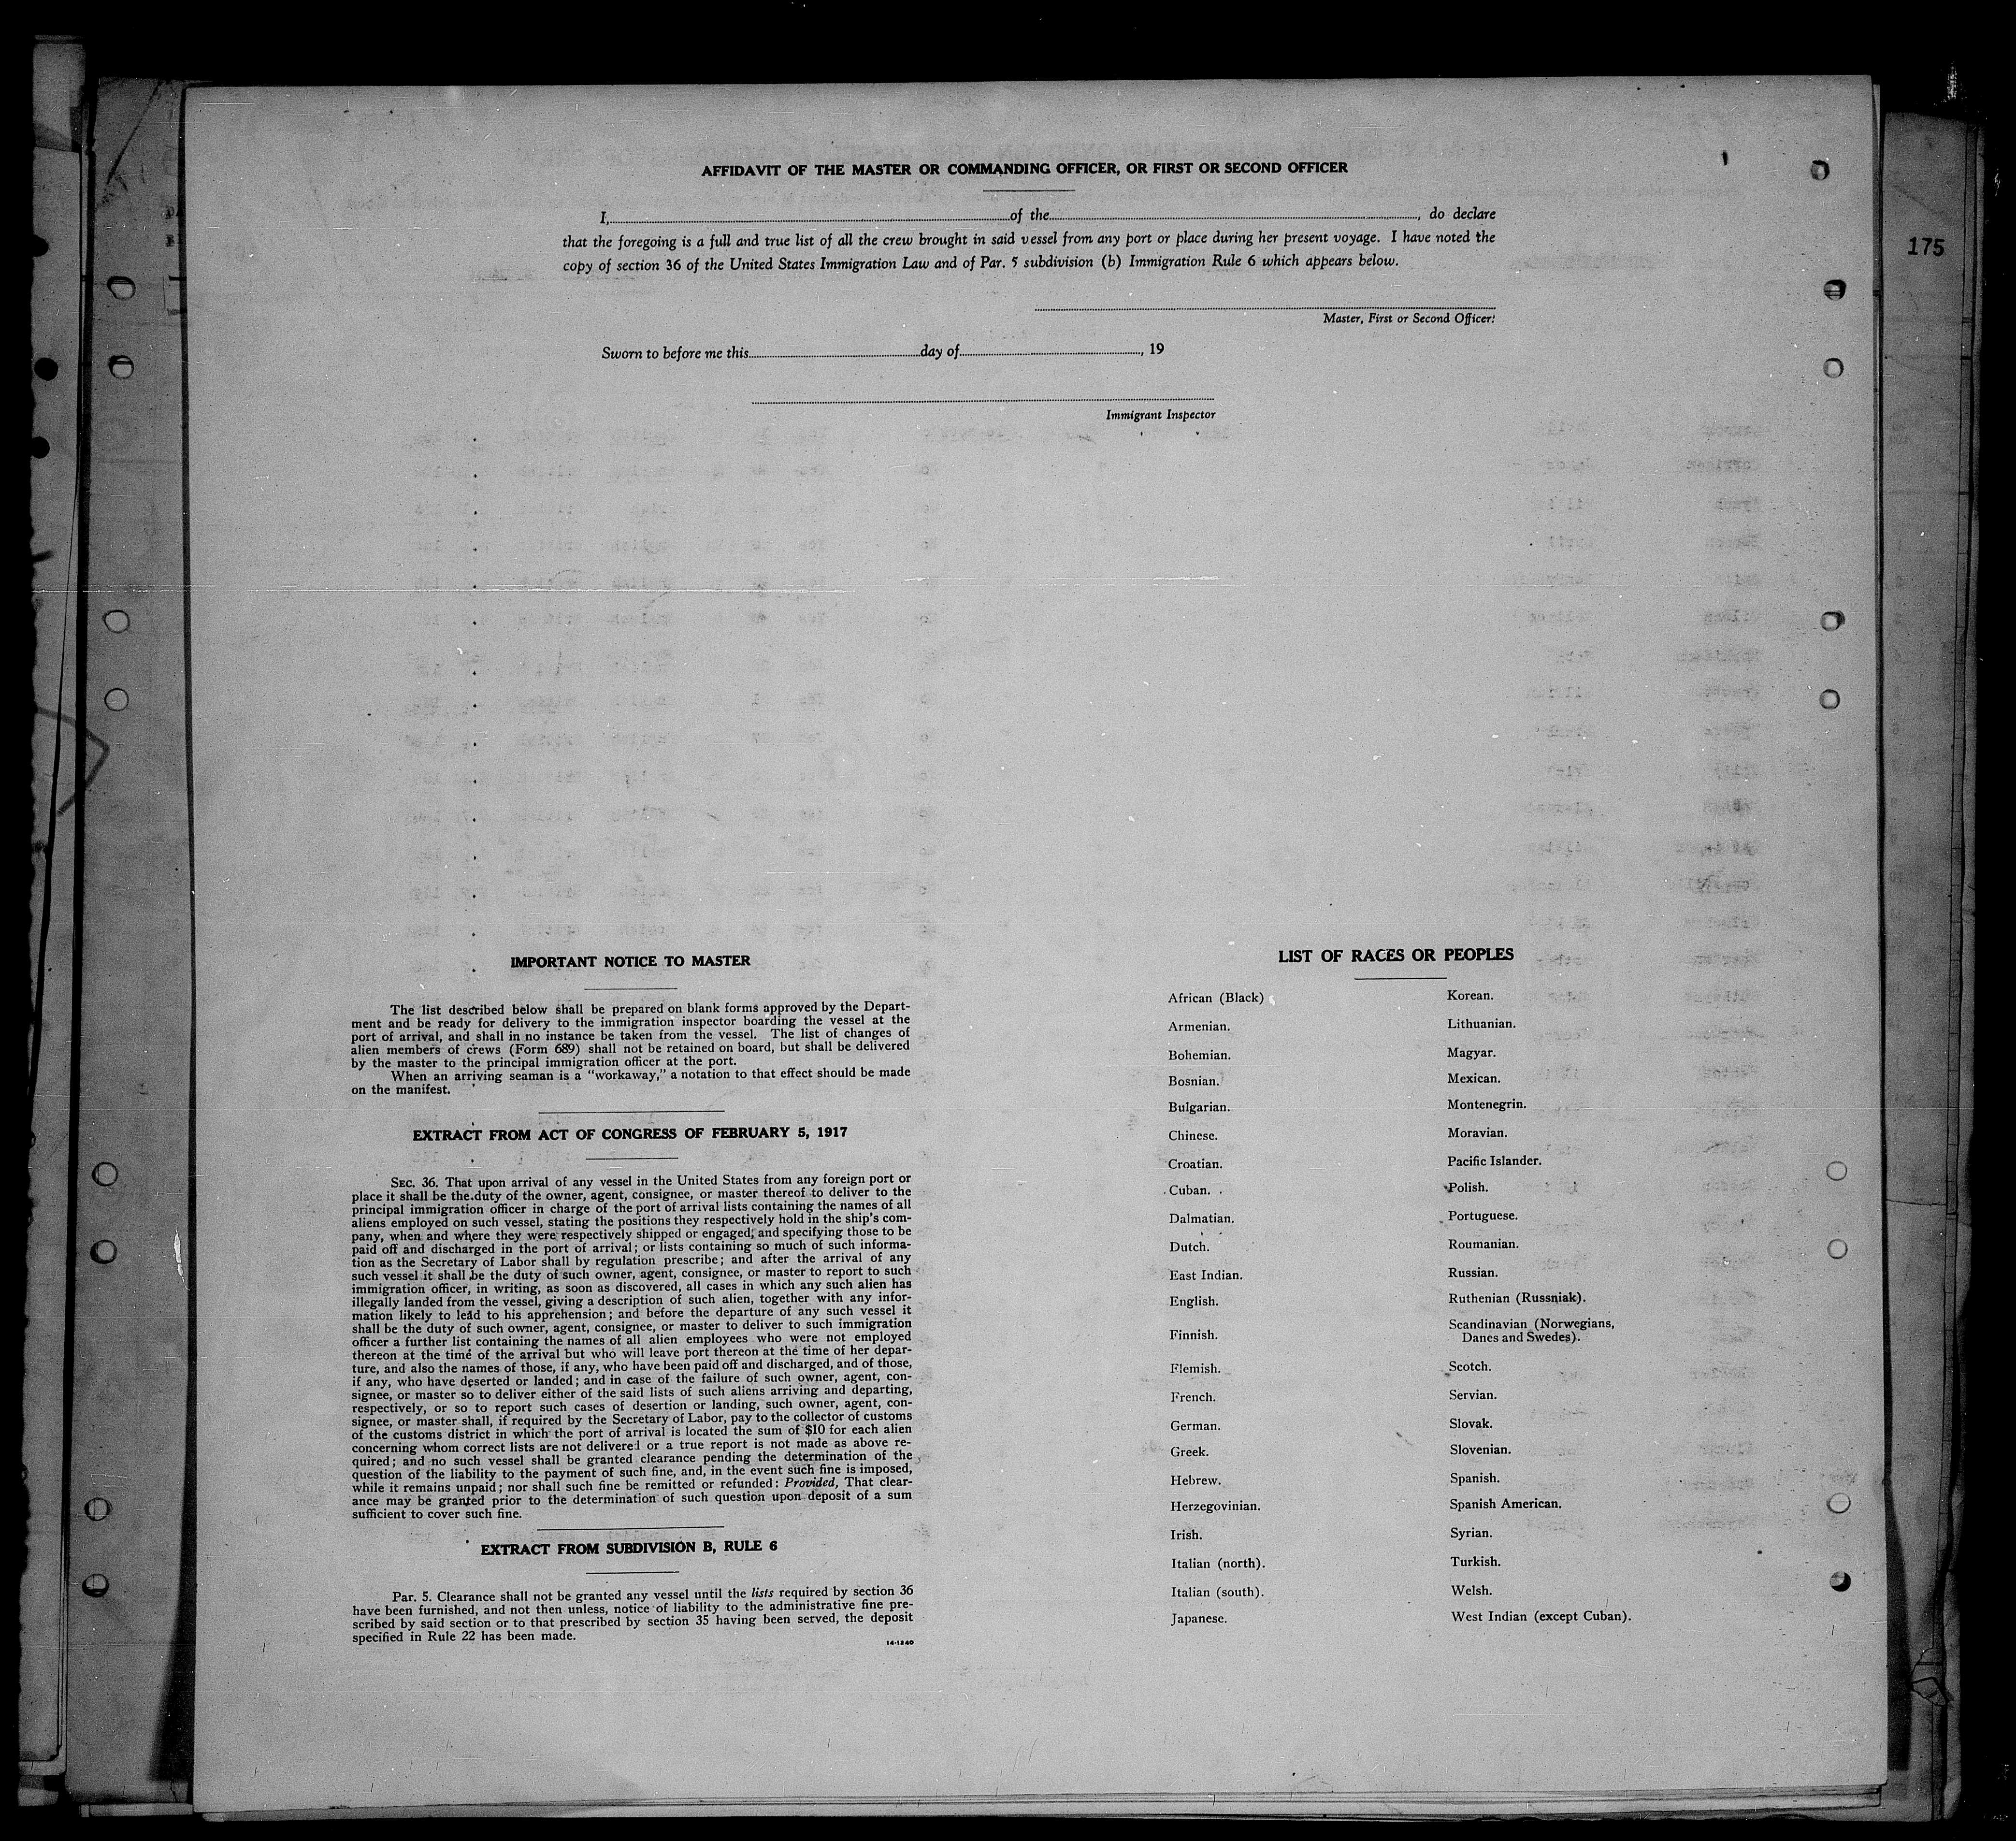 AFFIDAVIT OF THE MASTER OR COMMANDING OFFICER, OR FIRST OR SECOND OFFICER
I, of the , do declare
that the foregoing is a full and true list of all the crew brought in said vessel from any port or place during her present voyage. I have noted the
copy of section 36 of the United States Immigration Law and of Par. 5 subdivision (b) Immigration Rule 6 which appears below.
Master, First or Second Officer.
Sworn to before me this day of , 19
Immigrant Inspector
175
IMPORTANT NOTICE TO MASTER
The list described below shall be prepared on blank forms approved by the Depart-
ment and be ready for delivery to the immigration inspector boarding the vessel at the
port of arrival, and shall in no instance be taken from the vessel. The list of changes of
alien members of crews (Form 689) shall not be retained on board, but shall be delivered
by the master to the principal immigration officer at the port.
When an arriving seaman is a "workaway," a notation to that effect should be made
on the manifest.
EXTRACT FROM ACT OF CONGRESS OF FEBRUARY 5, 1917
SEC. 36. That upon arrival of any vessel in the United States from any foreign port or
place it shall be the duty of the owner, agent, consignee, or master thereof to deliver to the
principal immigration officer in charge of the port of arrival lists containing the names of all
aliens employed on such vessel, stating the positions they respectively hold in the ship's com-
pany, when and where they were respectively shipped or engaged, and specifying those to be
paid off and discharged in the port of arrival; or lists containing so much of such informa-
tion as the Secretary of Labor shall by regulation prescribe; and after the arrival of any
such vessel it shall be the duty of such owner, agent, consignee, or master to report to such
immigration officer, in writing, as soon as discovered, all cases in which any such alien has
illegally landed from the vessel, giving a description of such alien, together with any infor-
mation likely to lead to his apprehension; and before the departure of any such vessel it
shall be the duty of such owner, agent, consignee, or master to deliver to such immigration
officer a further list containing the names of all alien employees who were not employed
thereon at the time of the arrival but who will leave port thereon at the time of her depar-
ture, and also the names of those, if any, who have been paid off and discharged, and of those,
if any, who have deserted or landed; and in case of the failure of such owner, agent, con-
signee, or master so to deliver either of the said lists of such aliens arriving and departing,
respectively, or so to report such cases of desertion or landing, such owner, agent, con-
signee, or master shall, if required by the Secretary of Labor, pay to the collector of customs
of the customs district in which the port of arrival is located the sum of $10 for each alien
concerning whom correct lists are not delivered or a true report is not made as above re-
quired; and no such vessel shall be granted clearance pending the determination of the
question of the liability to the payment of such fine, and, in the event such fine is imposed,
while it remains unpaid; nor shall such fine be remitted or refunded: Provided, That clear-
ance may be granted prior to the determination of such question upon deposit of a sum
sufficient to cover such fine.
EXTRACT FROM SUBDIVISION B, RULE 6
Par. 5. Clearance shall not be granted any vessel until the lists required by section 36
have been furnished, and not then unless, notice of liability to the administrative fine pre-
scribed by said section or to that prescribed by section 35 having been served, the deposit
specified in Rule 22 has been made.
14-1240
LIST OF RACES OR PEOPLES
African (Black)
Armenian.
Bohemian.
Bosnian.
Bulgarian.
Chinese.
Croatian.
Cuban.
Dalmatian.
Dutch.
East Indian.
English.
Finnish.
Flemish.
French.
German.
Greek.
Hebrew.
Herzegovinian.
Irish.
Italian (north).
Italian (south).
Japanese.
Korean.
Lithuanian.
Magyar.
Mexican.
Montenegrin.
Moravian.
Pacific Islander.
Polish.
Portuguese.
Roumanian.
Russian.
Ruthenian (Russniak).
Scandinavian (Norwegians,
Danes and Swedes).
Scotch.
Servian.
Slovak.
Slovenian.
Spanish.
Spanish American.
Syrian.
Turkish.
Welsh.
West Indian (except Cuban).